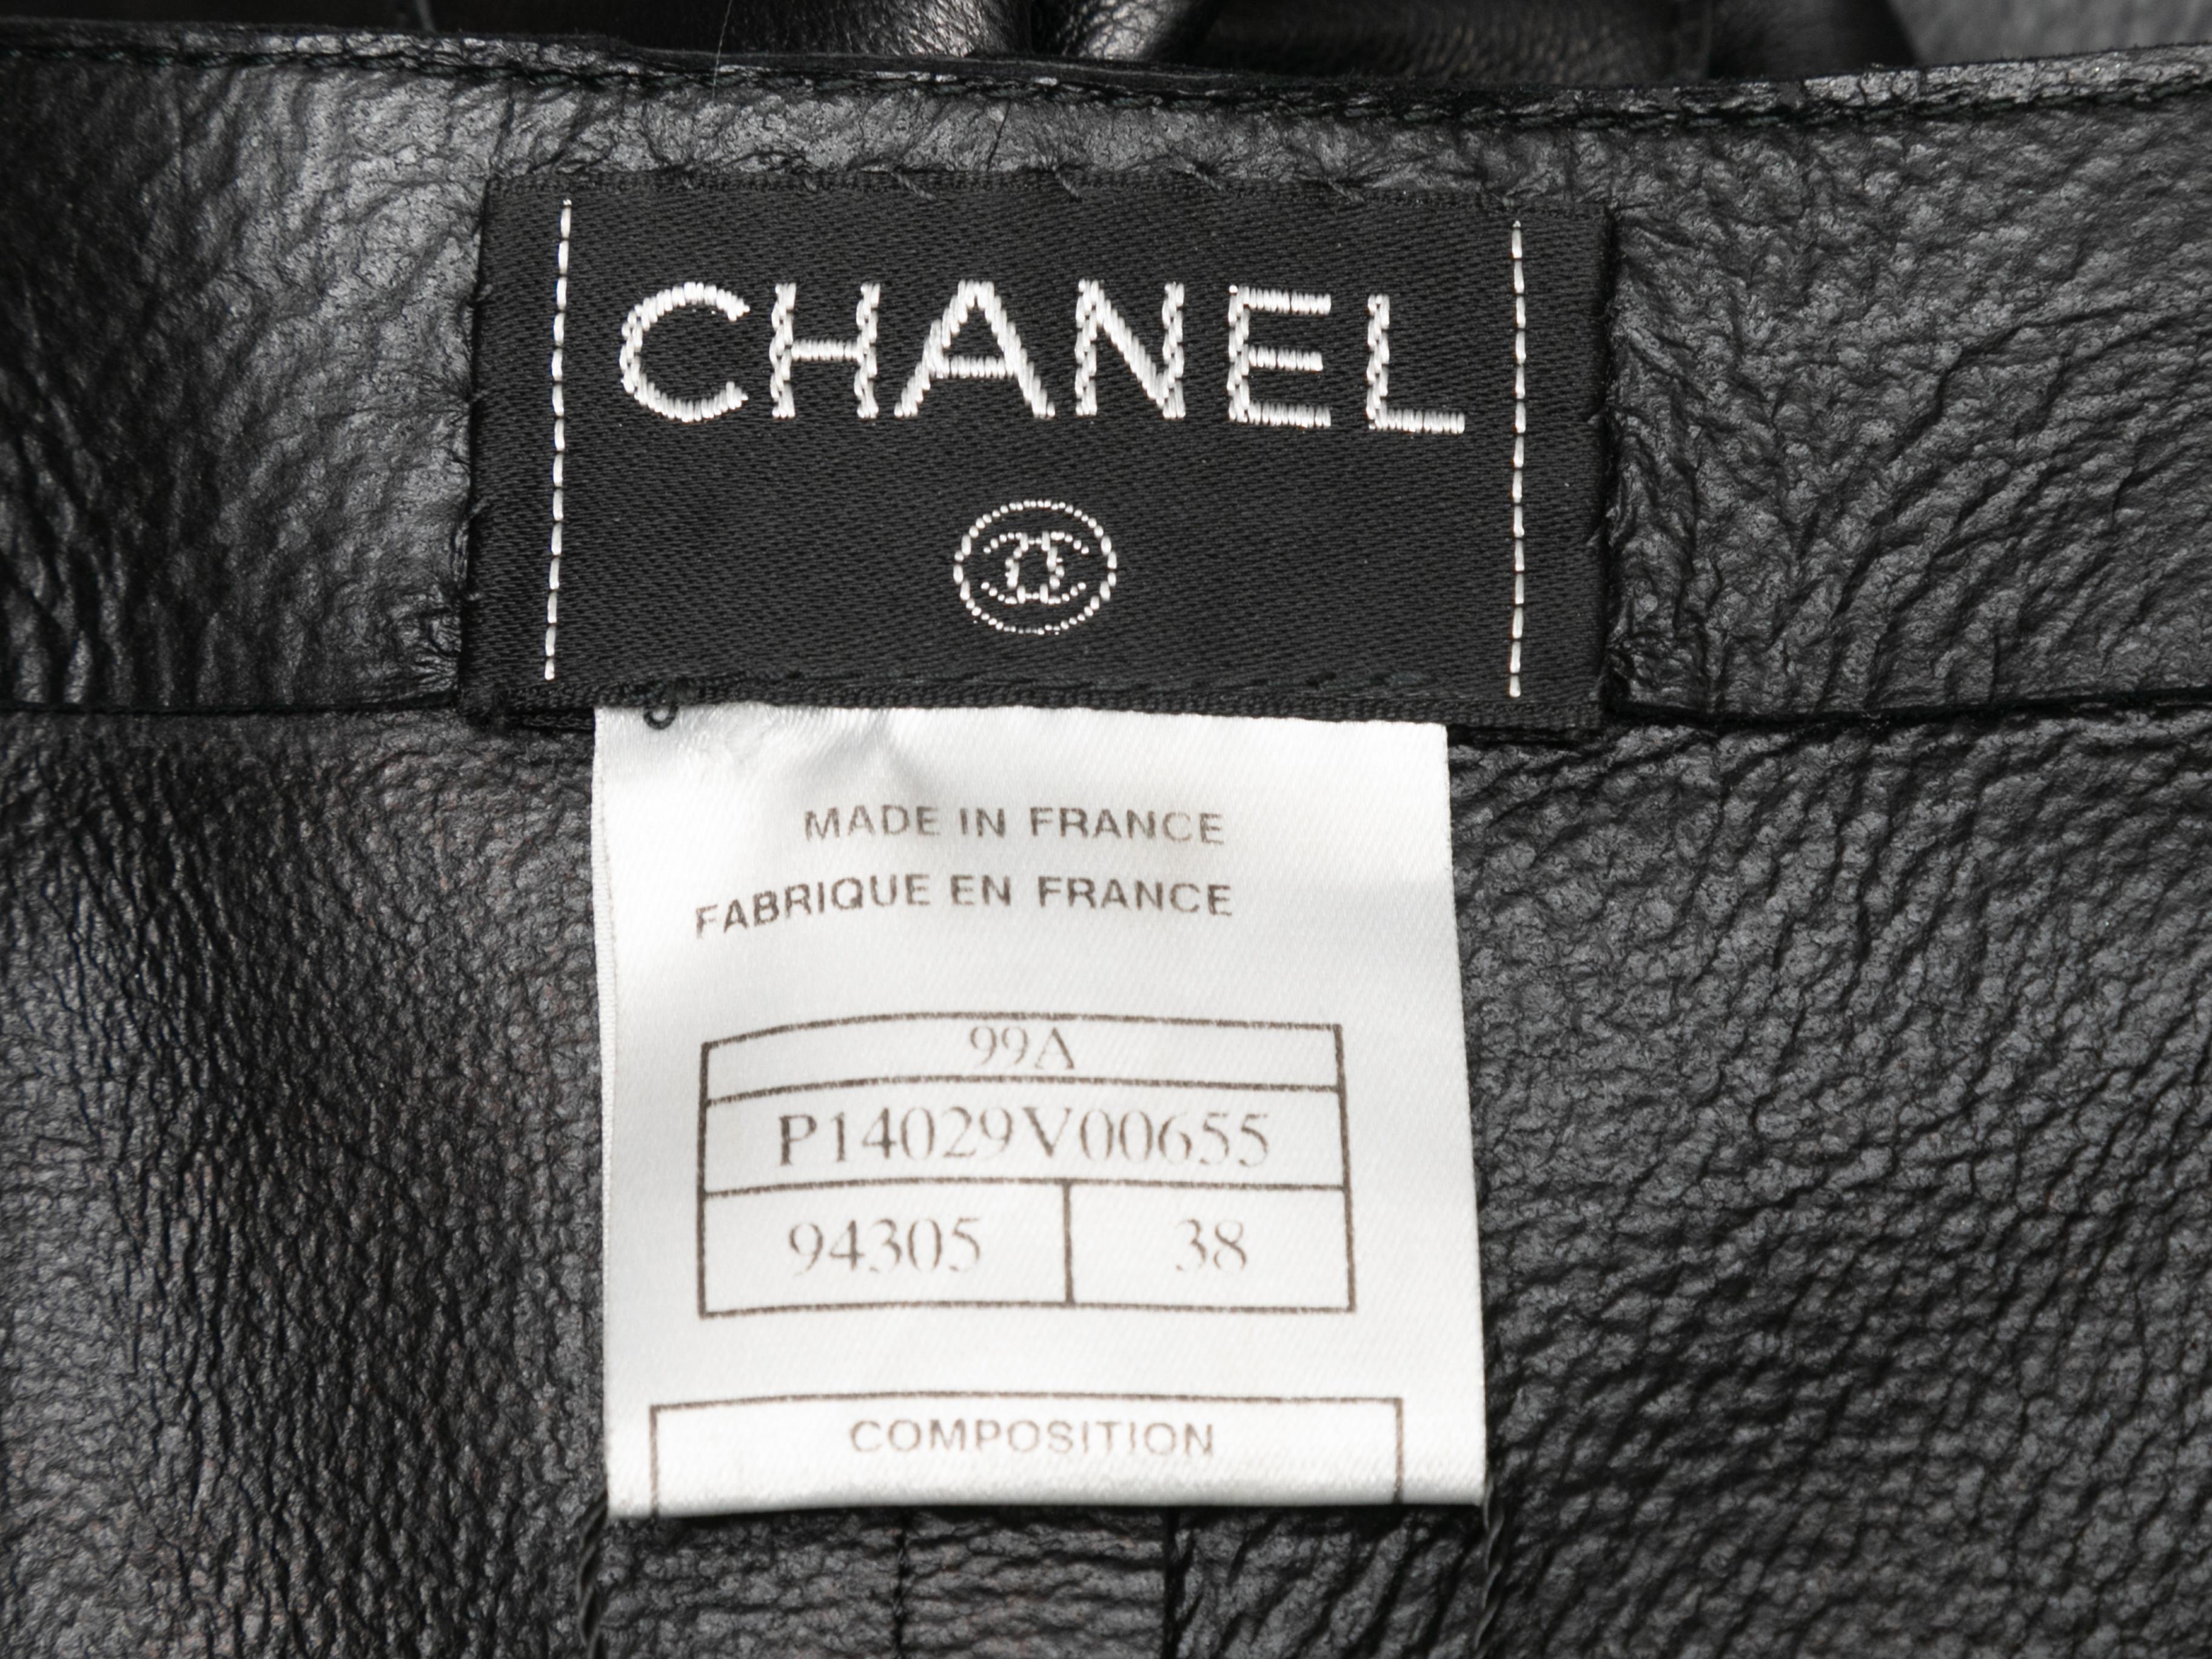 CHANEL
MADE IN FRANCE
FABRIQUE EN FRANCE
99A
P14029V00655
94305 38
COMPOSITION